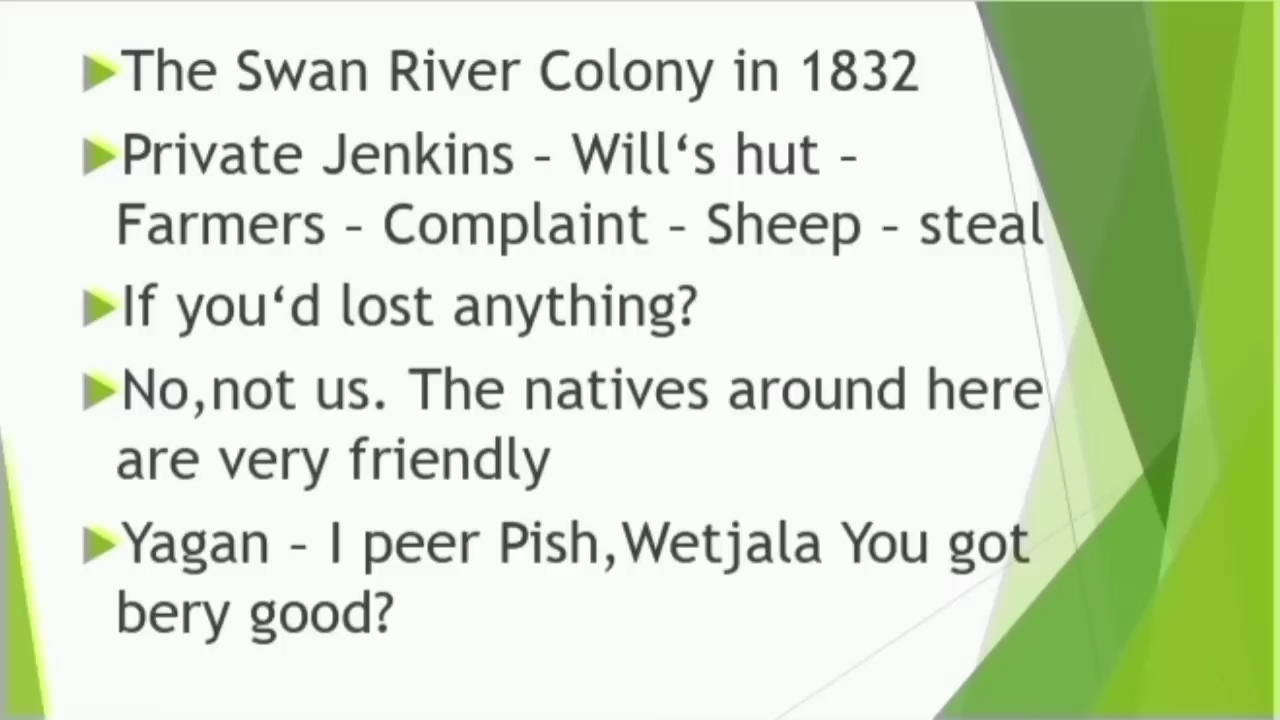 The Swan River Colony in 1832
Private Jenkins – Will‘s hut –
Farmers – Complaint – Sheep – steal
If you‘d lost anything?
No,not us. The natives around here
are very friendly
Yagan – I peer Pish,Wetjala You got
bery good?